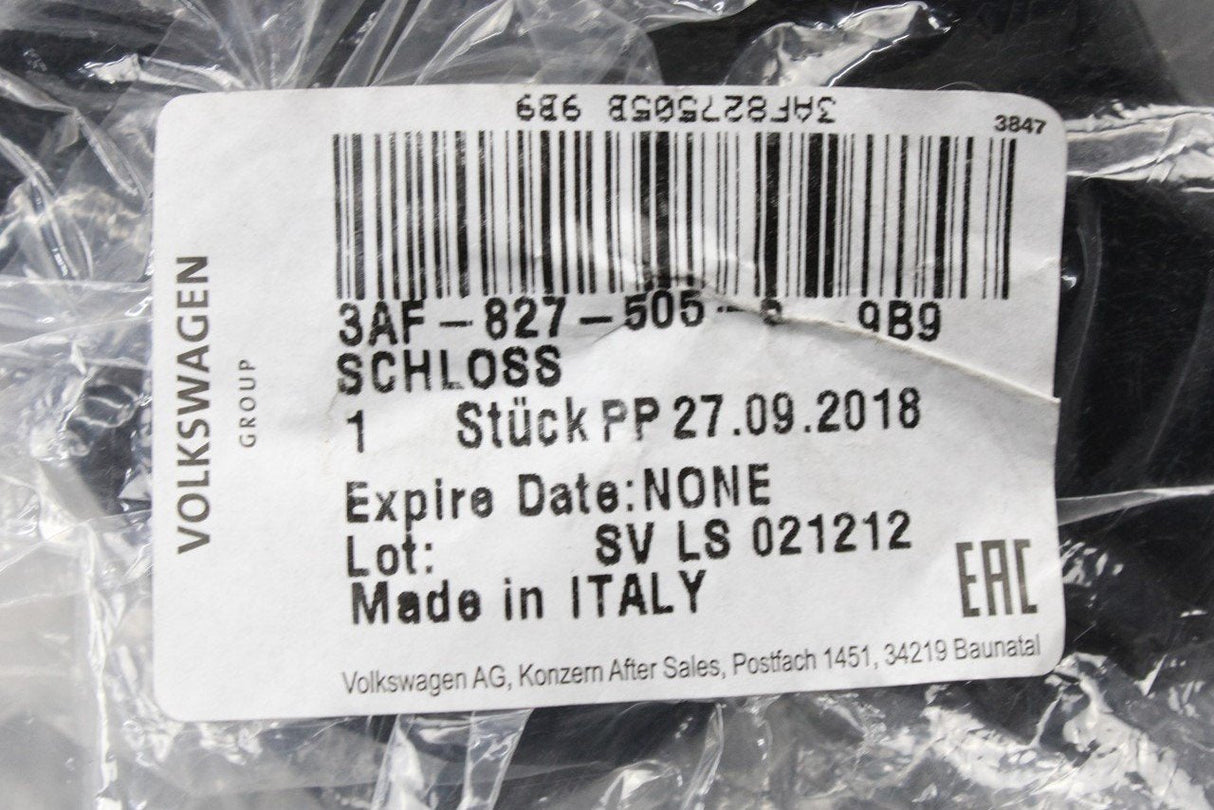 3AF827505B 9B9
3847
3AF-827-505-B 9B9
SCHLOSS
1 Stück PP 27.09.2018
Expire Date:NONE
Lot: SV LS 021212
Made in ITALY
EAC
Volkswagen AG, Konzern After Sales, Postfach 1451, 34219 Baunatal
VOLKSWAGEN
GROUP